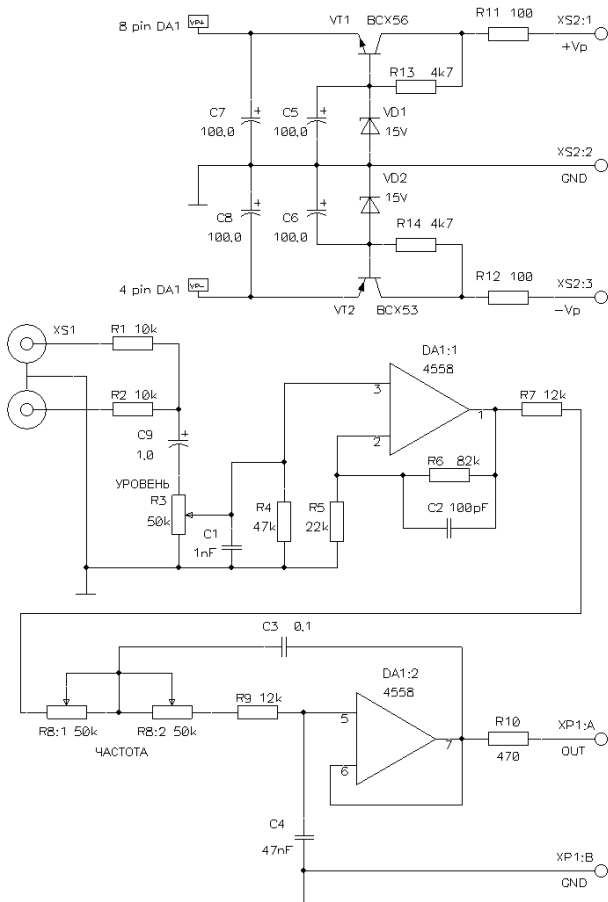 8 pin DA1 VP+ VT1 BCX56 R11 100 XS2:1
+Vp
R13 4k7
C7 + C5 + VD1
100,0 100,0 15V
XS2:2
GND
VD2
15V
C8 + C6 + R14 4k7
100,0 100,0
4 pin DA1 VP- R12 100 XS2:3
VT2 BCX53 -Vp
XS1 R1 10k
DA1:1
4558
R2 10k 3 1 R7 12k
C9 + 2
1,0 R6 82k
УРОВЕНЬ
R3 R4 R5 C2 100pF
50k 47k 22k
C1
1nF
C3 0,1
DA1:2
4558
R9 12k
R8:1 50k R8:2 50k 5 R10 XP1:A
ЧАСТОТА 6 7 470 OUT
C4
47nF
XP1:B
GND